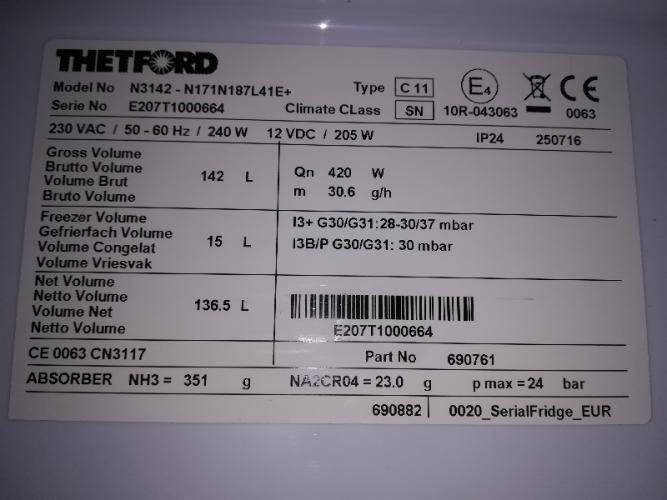 THETFORD
Model No N3142 - N171N187L41E+ Type C 11 E4 CE
Serie No E207T1000664 Climate CLass SN 10R-043063 0063
230 VAC / 50 - 60 Hz / 240 W 12 VDC / 205 W IP24 250716
Gross Volume
Brutto Volume
Volume Brut
Bruto Volume
142 L
Qn 420 W
m 30.6 g/h
Freezer Volume
Gefrierfach Volume
Volume Congelat
Volume Vriesvak
15 L
I3+ G30/G31:28-30/37 mbar
I3B/P G30/G31: 30 mbar
Net Volume
Netto Volume
Volume Net
Netto Volume
136.5 L
E207T1000664
CE 0063 CN3117 Part No 690761
ABSORBER NH3 = 351 g NA2CR04 = 23.0 g p max = 24 bar
690882 0020_SerialFridge_EUR